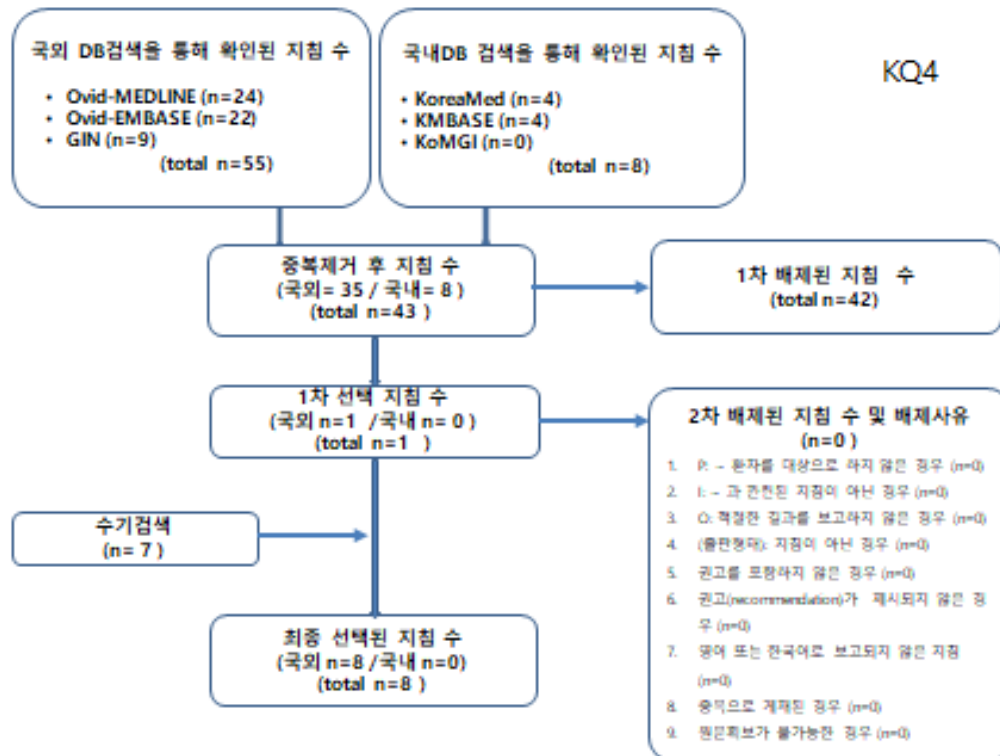 국외 DB검색을 통해 확인된 지침 수
• Ovid-MEDLINE (n=24)
• Ovid-EMBASE (n=22)
• GIN (n=9)
(total n=55)
국내DB 검색을 통해 확인된 지침 수
• KoreaMed (n=4)
• KMBASE (n=4)
• KoMGI (n=0)
(total n=8)
KQ4
중복제거 후 지침 수
(국외= 35 / 국내= 8 )
(total n=43 )
1차 배제된 지침 수
(total n=42)
1차 선택 지침 수
(국외 n=1 /국내 n= 0 )
(total n=1 )
2차 배제된 지침 수 및 배제사유
(n=0 )
1. P: – 환자를 대상으로 하지 않은 경우 (n=0)
2. I: – 과 관련된 지침이 아닌 경우 (n=0)
3. O: 적절한 결과를 보고하지 않은 경우 (n=0)
4. (출판형태): 지침이 아닌 경우 (n=0)
5. 권고를 포함하지 않은 경우 (n=0)
6. 권고(recommendation)가 제시되지 않은 경
우 (n=0)
7. 영어 또는 한국어로 보고되지 않은 지침
(n=0)
8. 중복으로 게재된 경우 (n=0)
9. 원문확보가 불가능한 경우 (n=0)
수기검색
(n= 7 )
최종 선택된 지침 수
(국외 n=8 /국내 n=0)
(total n=8 )